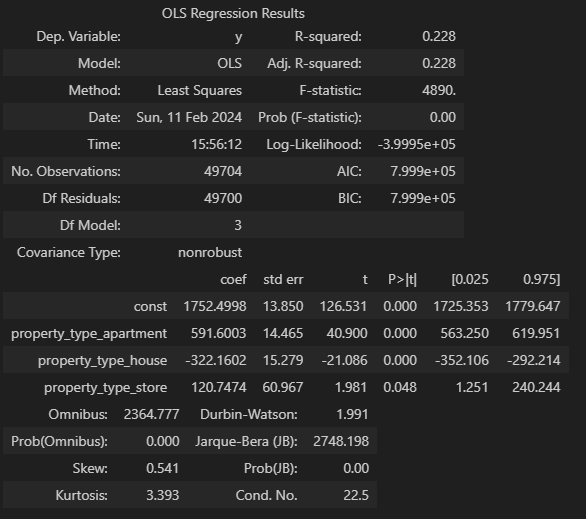 OLS Regression Results
Dep. Variable: y R-squared: 0.228
Model: OLS Adj. R-squared: 0.228
Method: Least Squares F-statistic: 4890.
Date: Sun, 11 Feb 2024 Prob (F-statistic): 0.00
Time: 15:56:12 Log-Likelihood: -3.9995e+05
No. Observations: 49704 AIC: 7.999e+05
Df Residuals: 49700 BIC: 7.999e+05
Df Model: 3
Covariance Type: nonrobust
coef std err t P>|t| [0.025 0.975]
const 1752.4998 13.850 126.531 0.000 1725.353 1779.647
property_type_apartment 591.6003 14.465 40.900 0.000 563.250 619.951
property_type_house -322.1602 15.279 -21.086 0.000 -352.106 -292.214
property_type_store 120.7474 60.967 1.981 0.048 1.251 240.244
Omnibus: 2364.777 Durbin-Watson: 1.991
Prob(Omnibus): 0.000 Jarque-Bera (JB): 2748.198
Skew: 0.541 Prob(JB): 0.00
Kurtosis: 3.393 Cond. No. 22.5